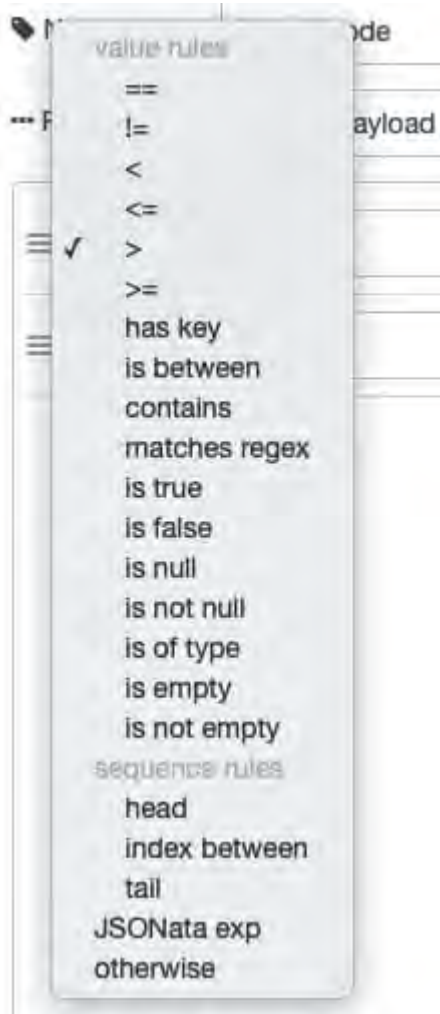 N
ode
value rules
==
!=
ayload
<
<=
✓ >
>=
has key
is between
contains
matches regex
is true
is false
is null
is not null
is of type
is empty
is not empty
sequence rules
head
index between
tail
JSONata exp
otherwise